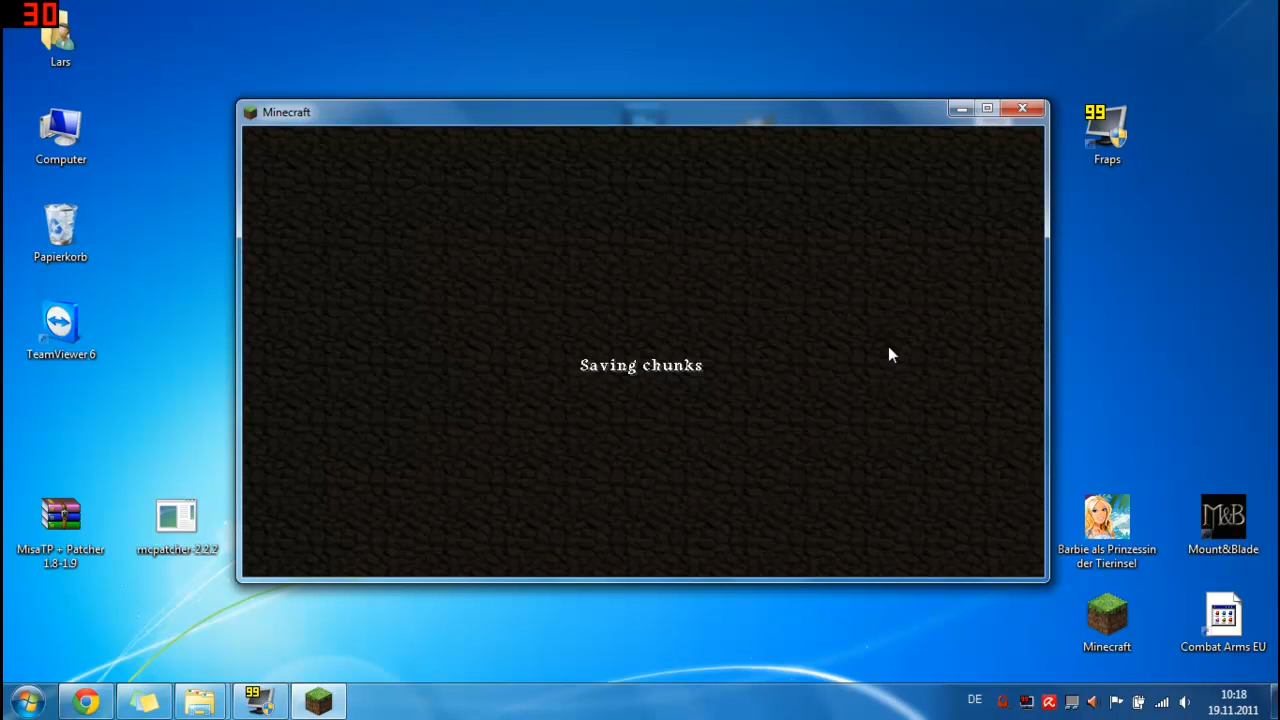 30
Lars
Minecraft
99
Fraps
Computer
Papierkorb
Saving chunks
TeamViewer 6
MisaTP + Patcher
1.8-1.9
mcpatcher-2.2.2
Barbie als Prinzessin
der Tierinsel
M&B
Mount&Blade
Minecraft
Combat Arms EU
99
DE
10:18
19.11.2011